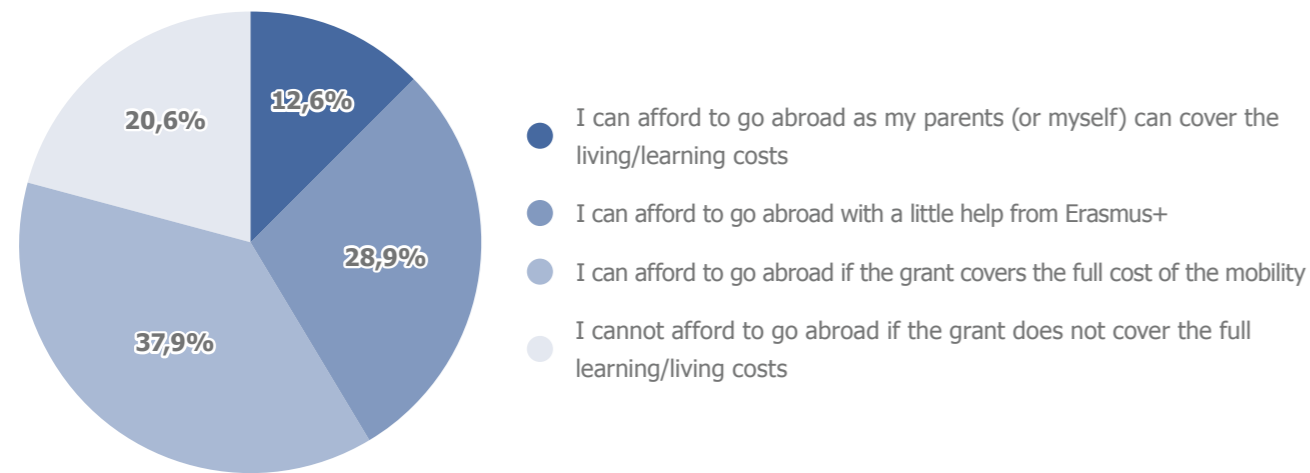 12,6%
20,6%
28,9%
37,9%
I can afford to go abroad as my parents (or myself) can cover the
living/learning costs
I can afford to go abroad with a little help from Erasmus+
I can afford to go abroad if the grant covers the full cost of the mobility
I cannot afford to go abroad if the grant does not cover the full
learning/living costs